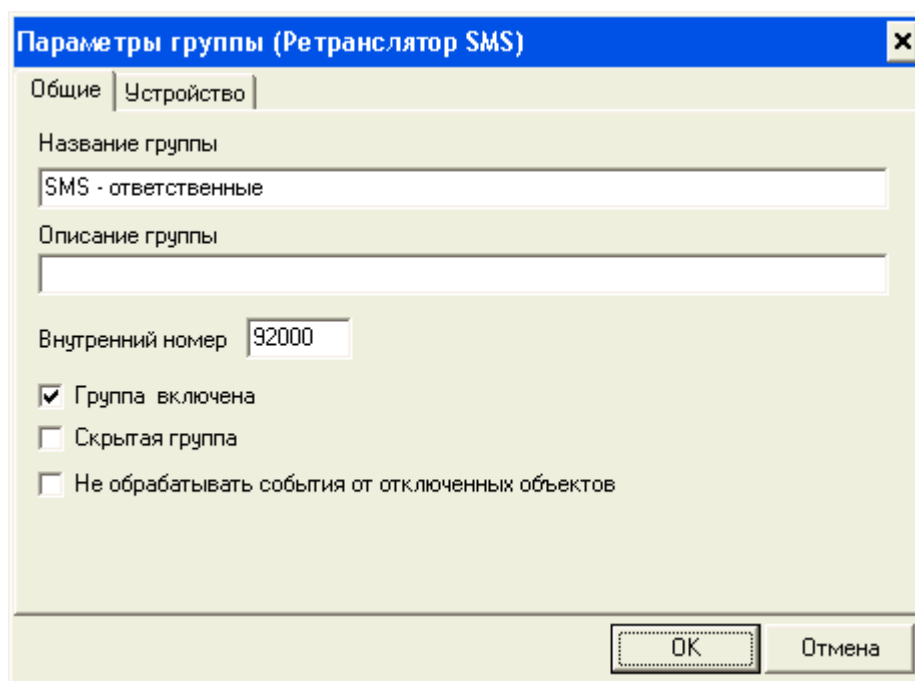 Параметры группы (Ретранслятор SMS)
Общие Устройство
Название группы
SMS - ответственные
Описание группы
Внутренний номер 92000
Группа включена
Скрытая группа
Не обрабатывать события от отключенных объектов
OK Отмена